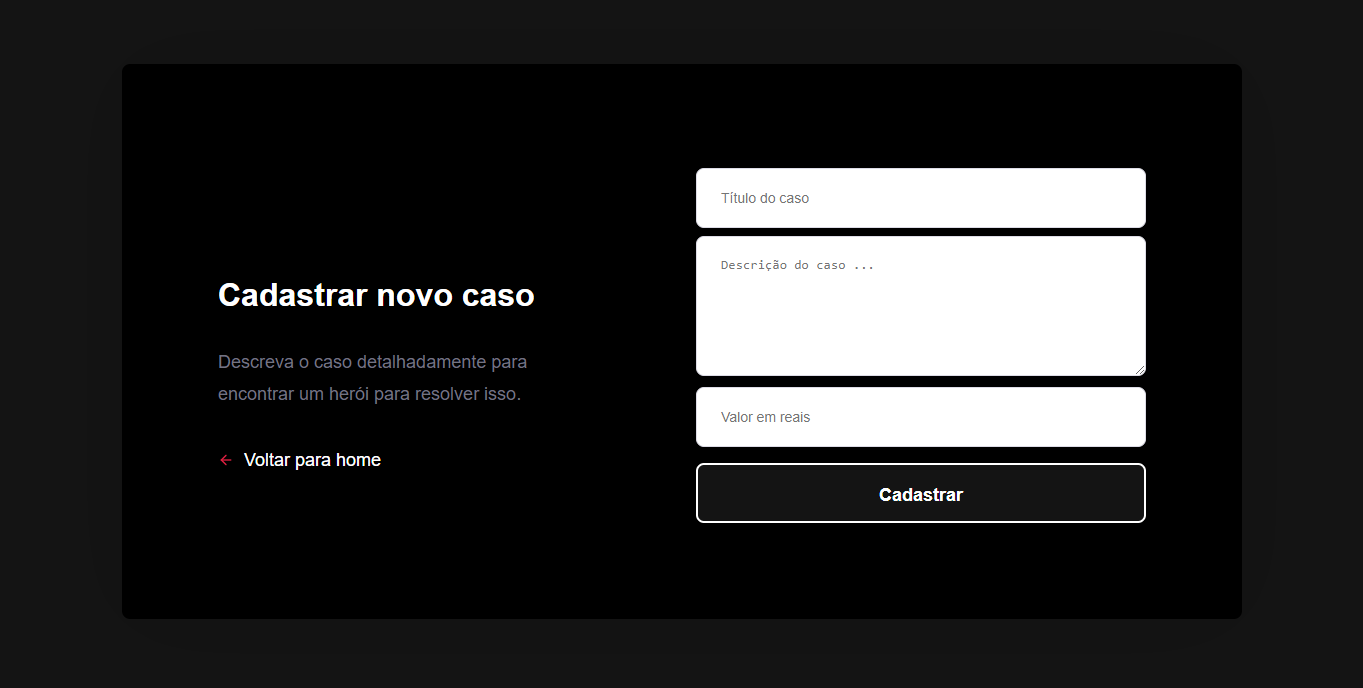 Cadastrar novo caso
Descreva o caso detalhadamente para
encontrar um herói para resolver isso.
Voltar para home
Título do caso
Descrição do caso ...
Valor em reais
Cadastrar